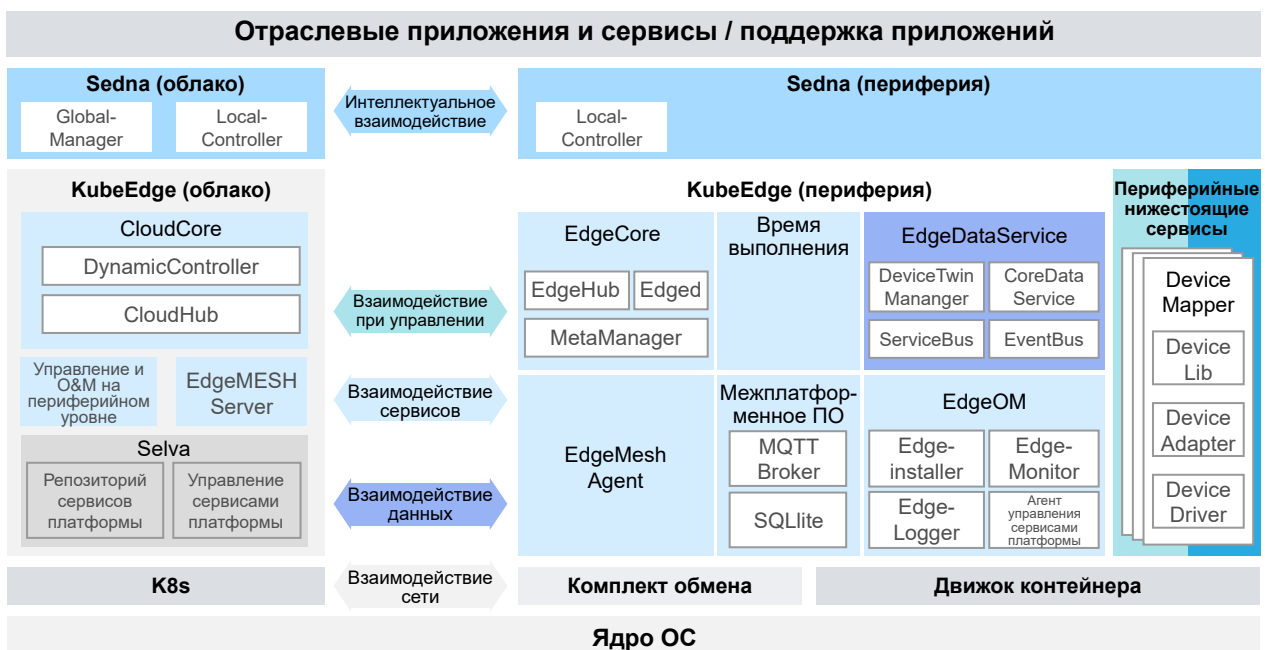 Отраслевые приложения и сервисы / поддержка приложений
Sedna (облако)
Global-
Manager
Local-
Controller
Интеллектуальное
взаимодействие
Sedna (периферия)
Local-
Controller
KubeEdge (облако)
CloudCore
DynamicController
CloudHub
Управление и
O&M на
периферийном
уровне
EdgeMESH
Server
Selva
Репозиторий
сервисов
платформы
Управление
сервисами
платформы
Взаимодействие
при управлении
Взаимодействие
сервисов
Взаимодействие
данных
KubeEdge (периферия)
EdgeCore
EdgeHub
Edged
MetaManager
Время
выполнения
EdgeDataService
DeviceTwin
Mananger
CoreData
Service
ServiceBus
EventBus
EdgeMesh
Agent
Межплатфор-
менное ПО
MQTT
Broker
SQLlite
EdgeOM
Edge-
installer
Edge-
Monitor
Edge-
Logger
Агент
управления
сервисами
платформы
Периферийные
нижестоящие
сервисы
Device
Mapper
Device
Lib
Device
Adapter
Device
Driver
K8s
Взаимодействие
сети
Комплект обмена
Движок контейнера
Ядро ОС